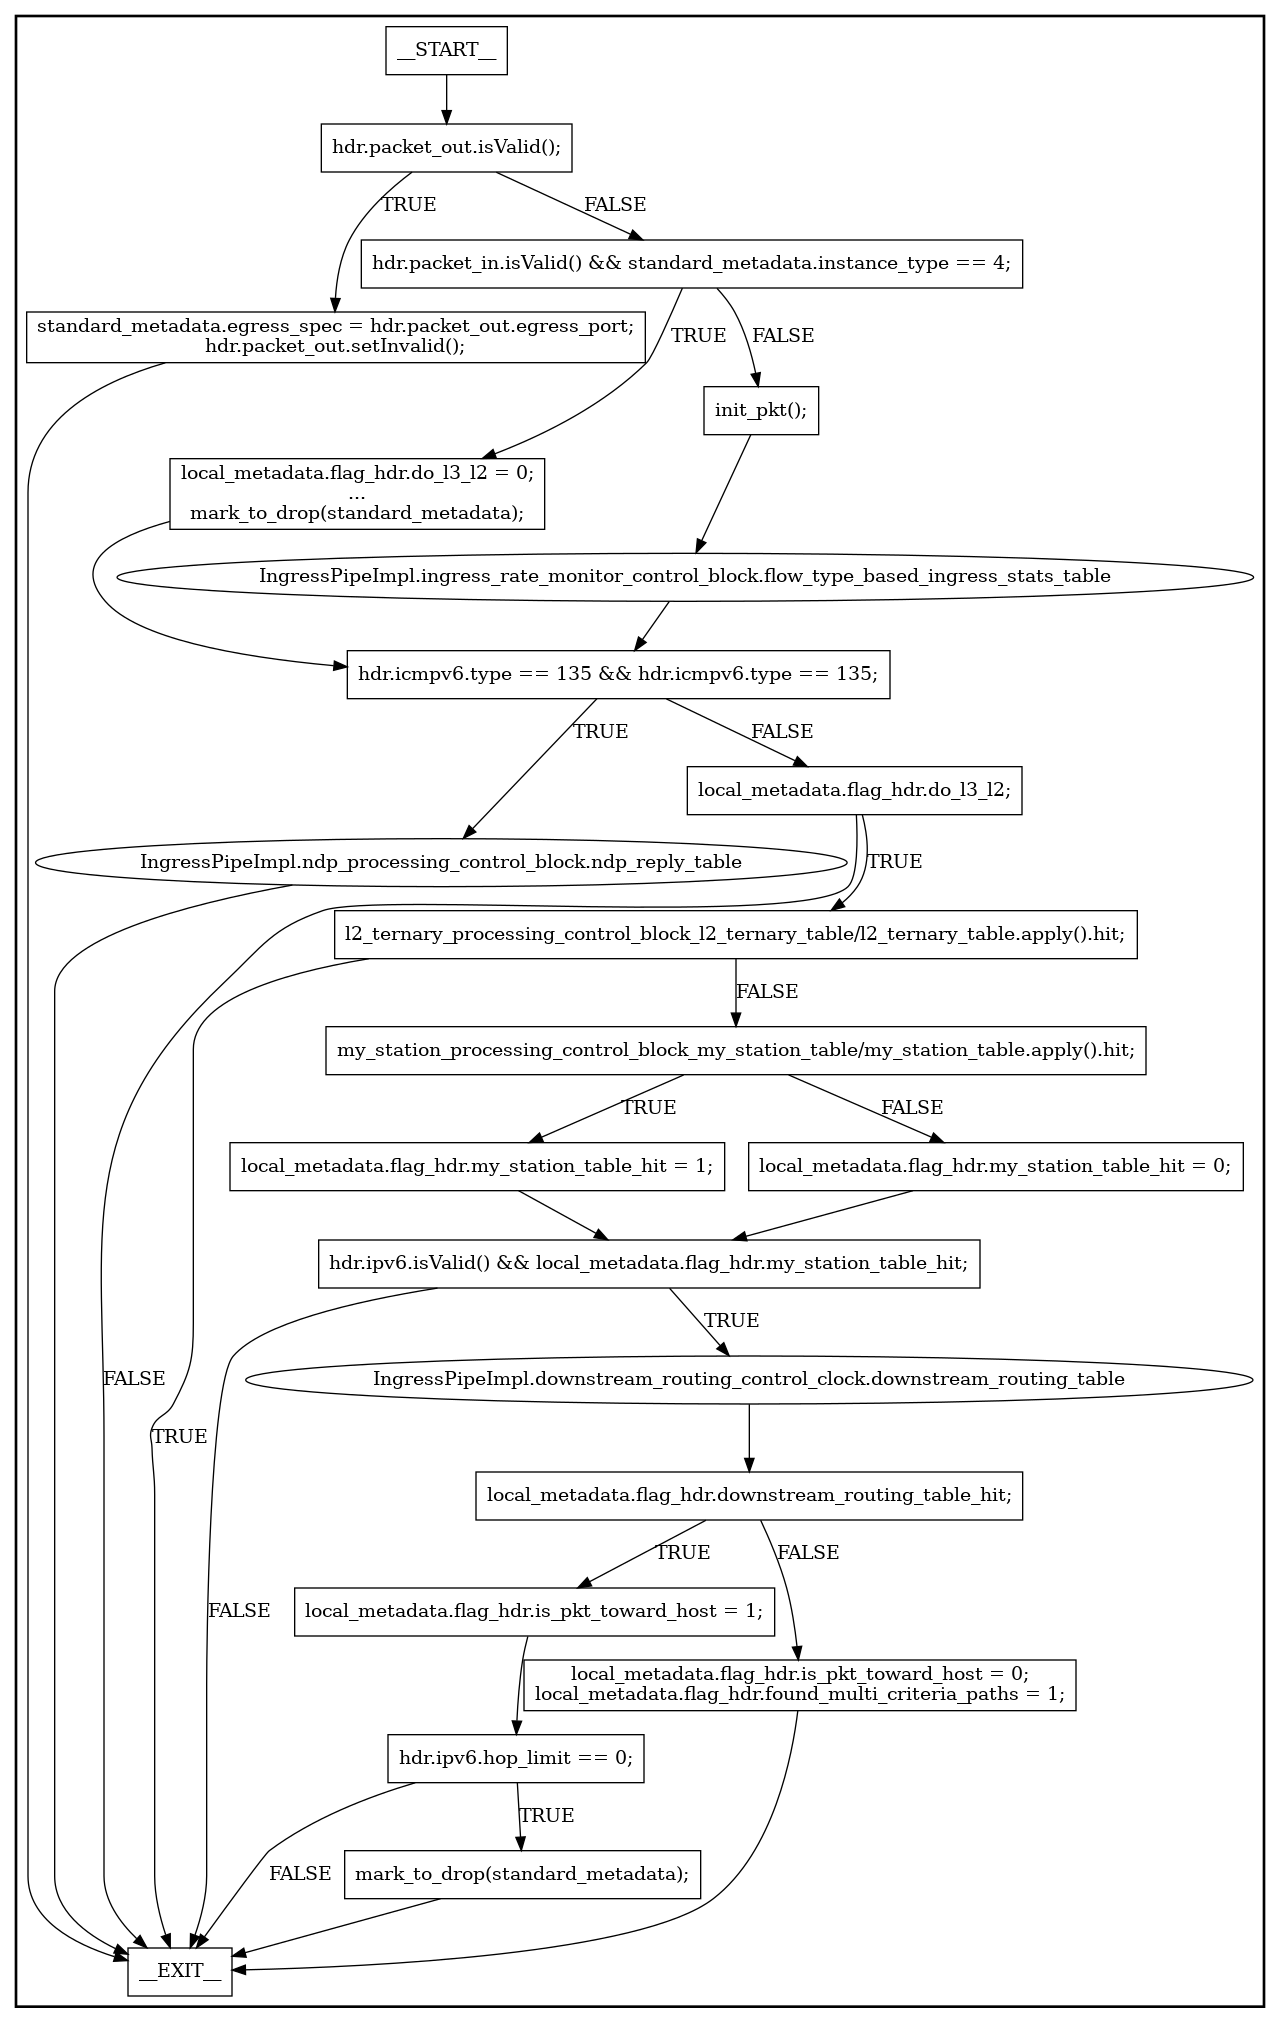 __START__
hdr.packet_out.isValid();
TRUE
FALSE
hdr.packet_in.isValid() && standard_metadata.instance_type == 4;
standard_metadata.egress_spec = hdr.packet_out.egress_port;
hdr.packet_out.setInvalid();
TRUE
FALSE
init_pkt();
local_metadata.flag_hdr.do_l3_l2 = 0;
...
mark_to_drop(standard_metadata);
IngressPipeImpl.ingress_rate_monitor_control_block.flow_type_based_ingress_stats_table
hdr.icmpv6.type == 135 && hdr.icmpv6.type == 135;
TRUE
FALSE
local_metadata.flag_hdr.do_l3_l2;
IngressPipeImpl.ndp_processing_control_block.ndp_reply_table
TRUE
l2_ternary_processing_control_block_l2_ternary_table/l2_ternary_table.apply().hit;
FALSE
my_station_processing_control_block_my_station_table/my_station_table.apply().hit;
TRUE
FALSE
local_metadata.flag_hdr.my_station_table_hit = 1;
local_metadata.flag_hdr.my_station_table_hit = 0;
hdr.ipv6.isValid() && local_metadata.flag_hdr.my_station_table_hit;
TRUE
FALSE
IngressPipeImpl.downstream_routing_control_clock.downstream_routing_table
TRUE
local_metadata.flag_hdr.downstream_routing_table_hit;
TRUE
FALSE
FALSE
local_metadata.flag_hdr.is_pkt_toward_host = 1;
local_metadata.flag_hdr.is_pkt_toward_host = 0;
local_metadata.flag_hdr.found_multi_criteria_paths = 1;
hdr.ipv6.hop_limit == 0;
TRUE
FALSE
mark_to_drop(standard_metadata);
__EXIT__